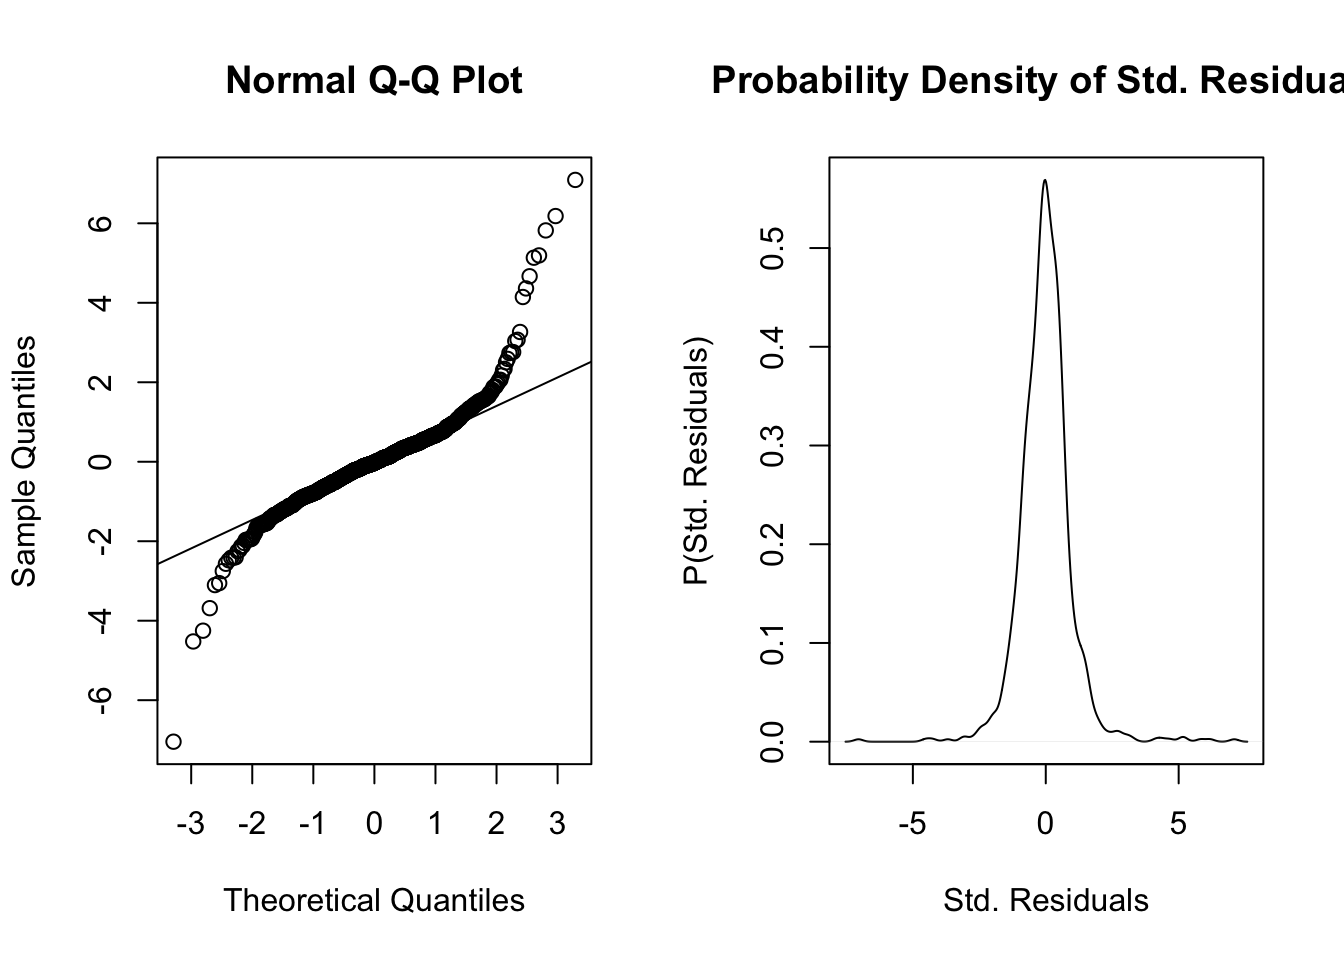 Normal Q-Q Plot
Sample Quantiles
6
4
2
0
-2
-4
-6
-3 -2 -1 0 1 2 3
Theoretical Quantiles
Probability Density of Std. Residua
P(Std. Residuals)
0.5
0.4
0.3
0.2
0.1
0.0
-5 0 5
Std. Residuals